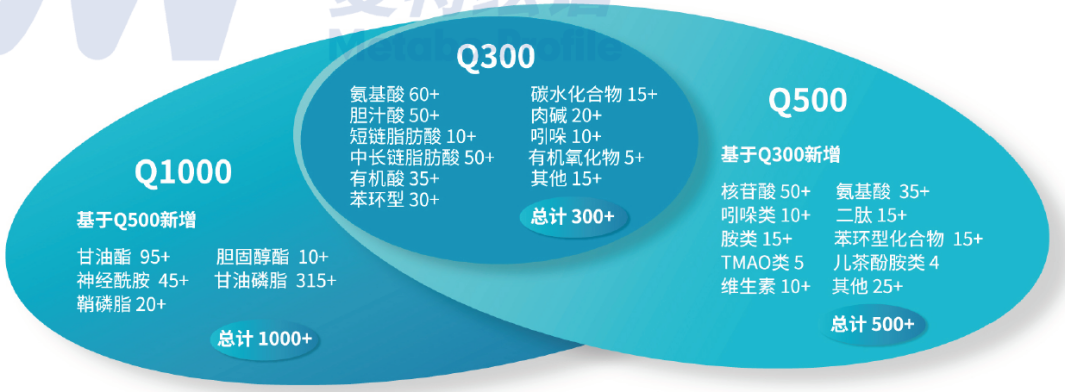 Metabo Profile
Q300
氨基酸 60+
胆汁酸 50+
短链脂肪酸 10+
中长链脂肪酸 50+
有机酸 35+
苯环型 30+
碳水化合物 15+
肉碱 20+
吲哚 10+
有机氧化物 5+
其他 15+
总计 300+
Q500
基于Q300新增
核苷酸 50+
吲哚类 10+
胺类 15+
TMAO类 5
维生素 10+
氨基酸 35+
二肽 15+
苯环型化合物 15+
儿茶酚胺类 4
其他 25+
总计 500+
Q1000
基于Q500新增
甘油酯 95+
神经酰胺 45+
鞘磷脂 20+
胆固醇酯 10+
甘油磷脂 315+
总计 1000+